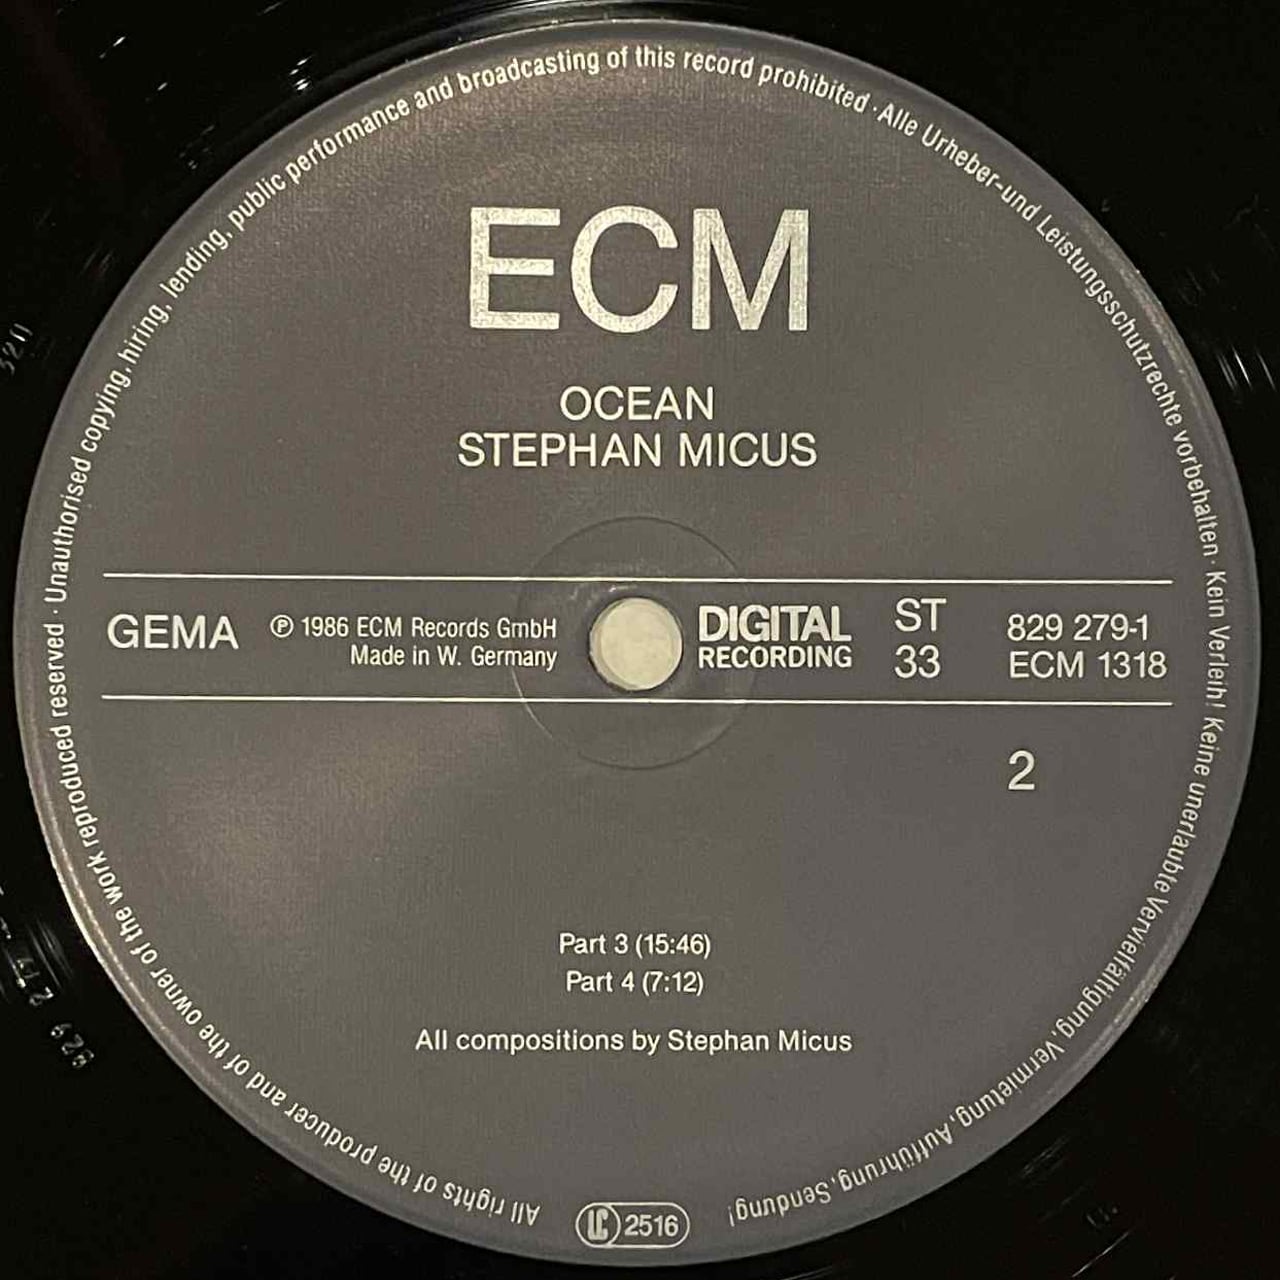 All rights of the producer and of the owner of the work reproduced reserved · Unauthorised copying, hiring, lending, public performance and broadcasting of this record prohibited · Alle Urheber-und Leistungsschutzrechte vorbehalten · Kein Verleih! Keine unerlaubte Vervielfältigung, Vermietung, Aufführung, Sendung!
ECM
OCEAN
STEPHAN MICUS
GEMA
℗ 1986 ECM Records GmbH
Made in W. Germany
DIGITAL
RECORDING
ST
33
829 279-1
ECM 1318
2
Part 3 (15:46)
Part 4 (7:12)
All compositions by Stephan Micus
LC 2516